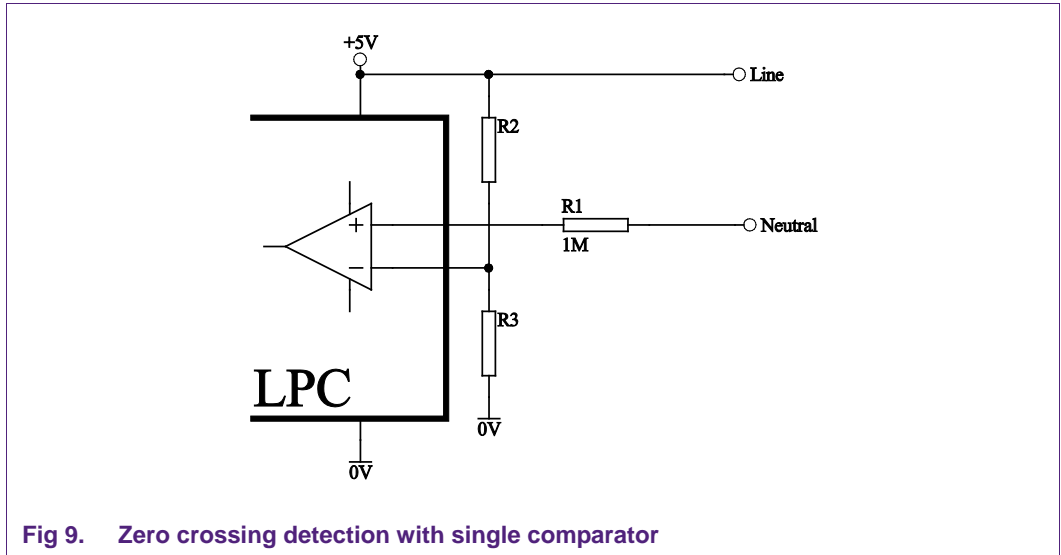 +5V
Line
R2
R1
+
Neutral
1M
−
R3
LPC
0V
0V
Fig 9. Zero crossing detection with single comparator